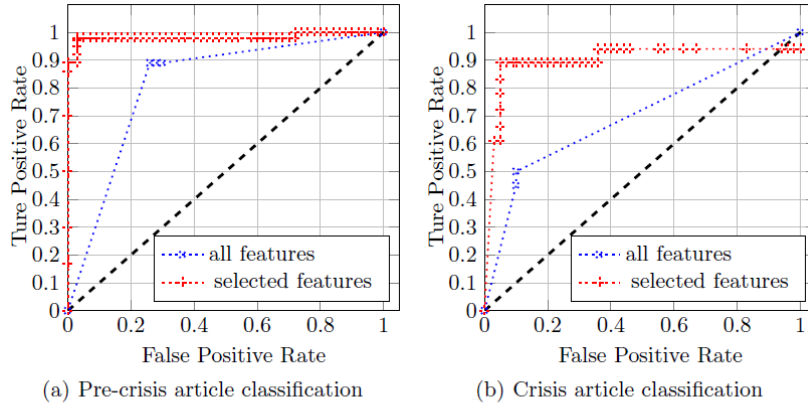 Ture Positive Rate
1
0.9
0.8
0.7
0.6
0.5
0.4
0.3
0.2
0.1
0
0 0.2 0.4 0.6 0.8 1
all features
selected features
False Positive Rate
(a) Pre-crisis article classification
Ture Positive Rate
1
0.9
0.8
0.7
0.6
0.5
0.4
0.3
0.2
0.1
0
0 0.2 0.4 0.6 0.8 1
all features
selected features
False Positive Rate
(b) Crisis article classification